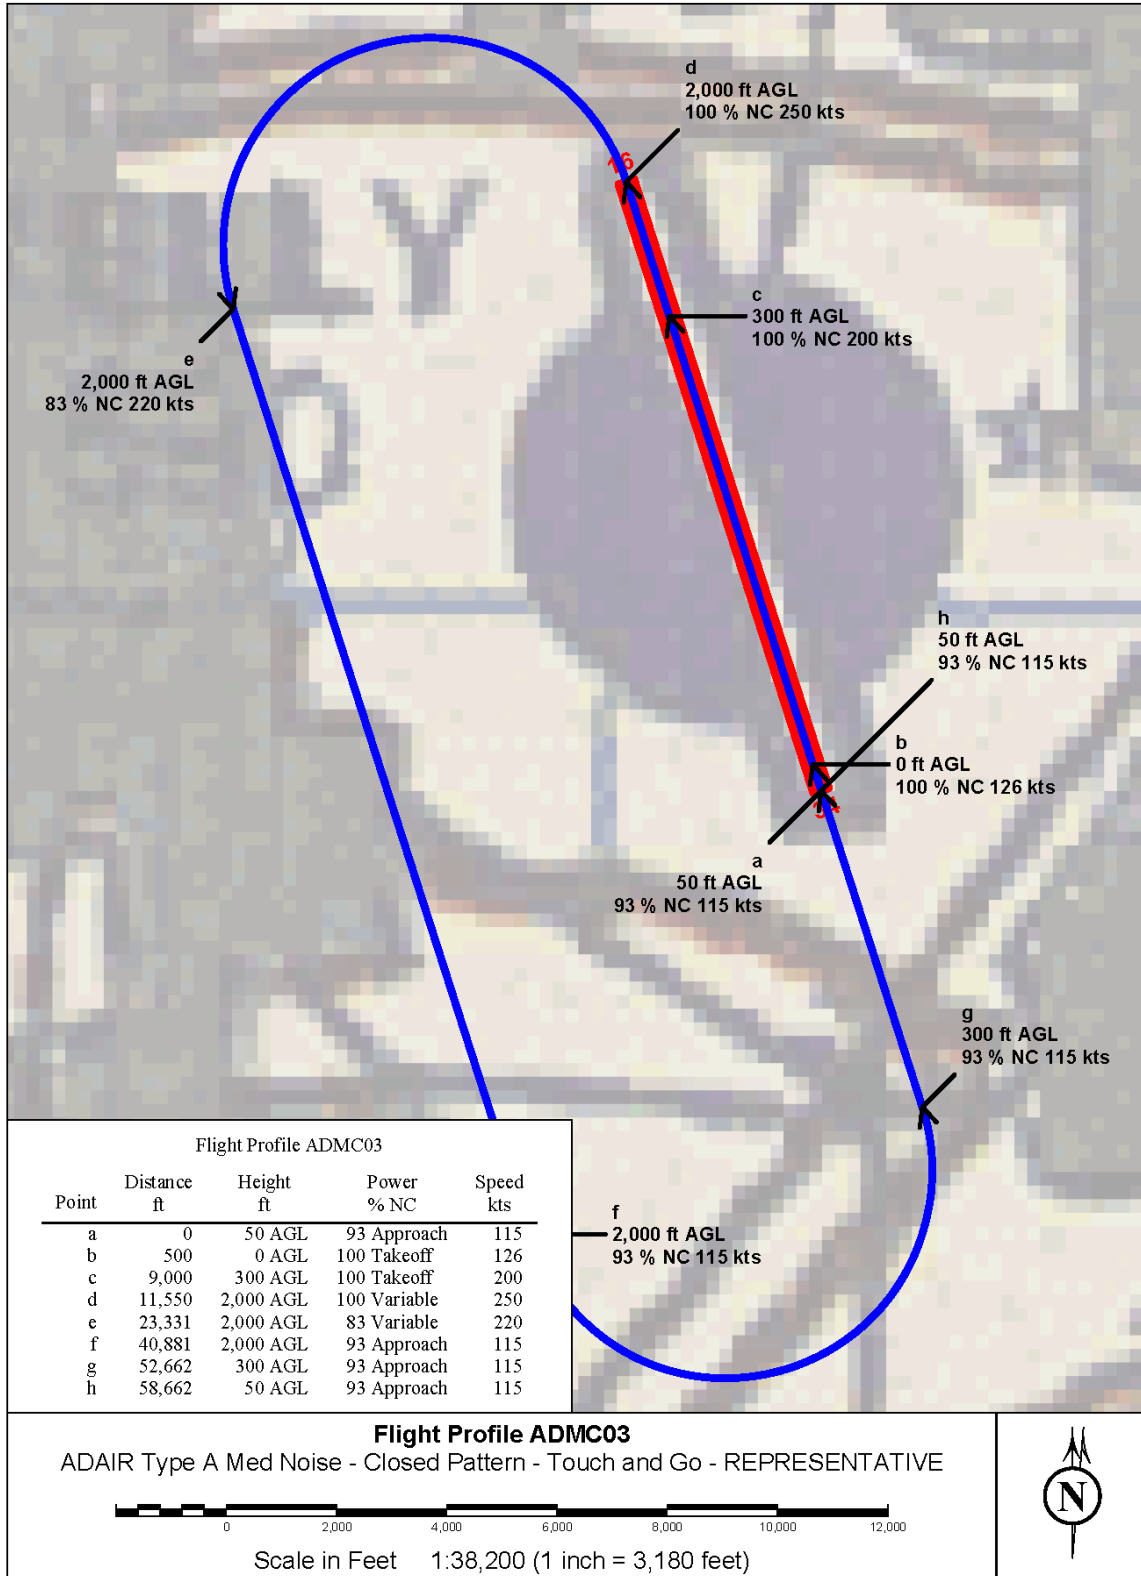 d
2,000 ft AGL
100 % NC 250 kts
16
c
300 ft AGL
100 % NC 200 kts
e
2,000 ft AGL
83 % NC 220 kts
h
50 ft AGL
93 % NC 115 kts
b
0 ft AGL
100 % NC 126 kts
a
50 ft AGL
93 % NC 115 kts
g
300 ft AGL
93 % NC 115 kts
f
2,000 ft AGL
93 % NC 115 kts
Flight Profile ADMC03
Point Distance ft Height ft Power % NC Speed kts
a 0 50 AGL 93 Approach 115
b 500 0 AGL 100 Takeoff 126
c 9,000 300 AGL 100 Takeoff 200
d 11,550 2,000 AGL 100 Variable 250
e 23,331 2,000 AGL 83 Variable 220
f 40,881 2,000 AGL 93 Approach 115
g 52,662 300 AGL 93 Approach 115
h 58,662 50 AGL 93 Approach 115
Flight Profile ADMC03
ADAIR Type A Med Noise - Closed Pattern - Touch and Go - REPRESENTATIVE
0 2,000 4,000 6,000 8,000 10,000 12,000
Scale in Feet 1:38,200 (1 inch = 3,180 feet)
N